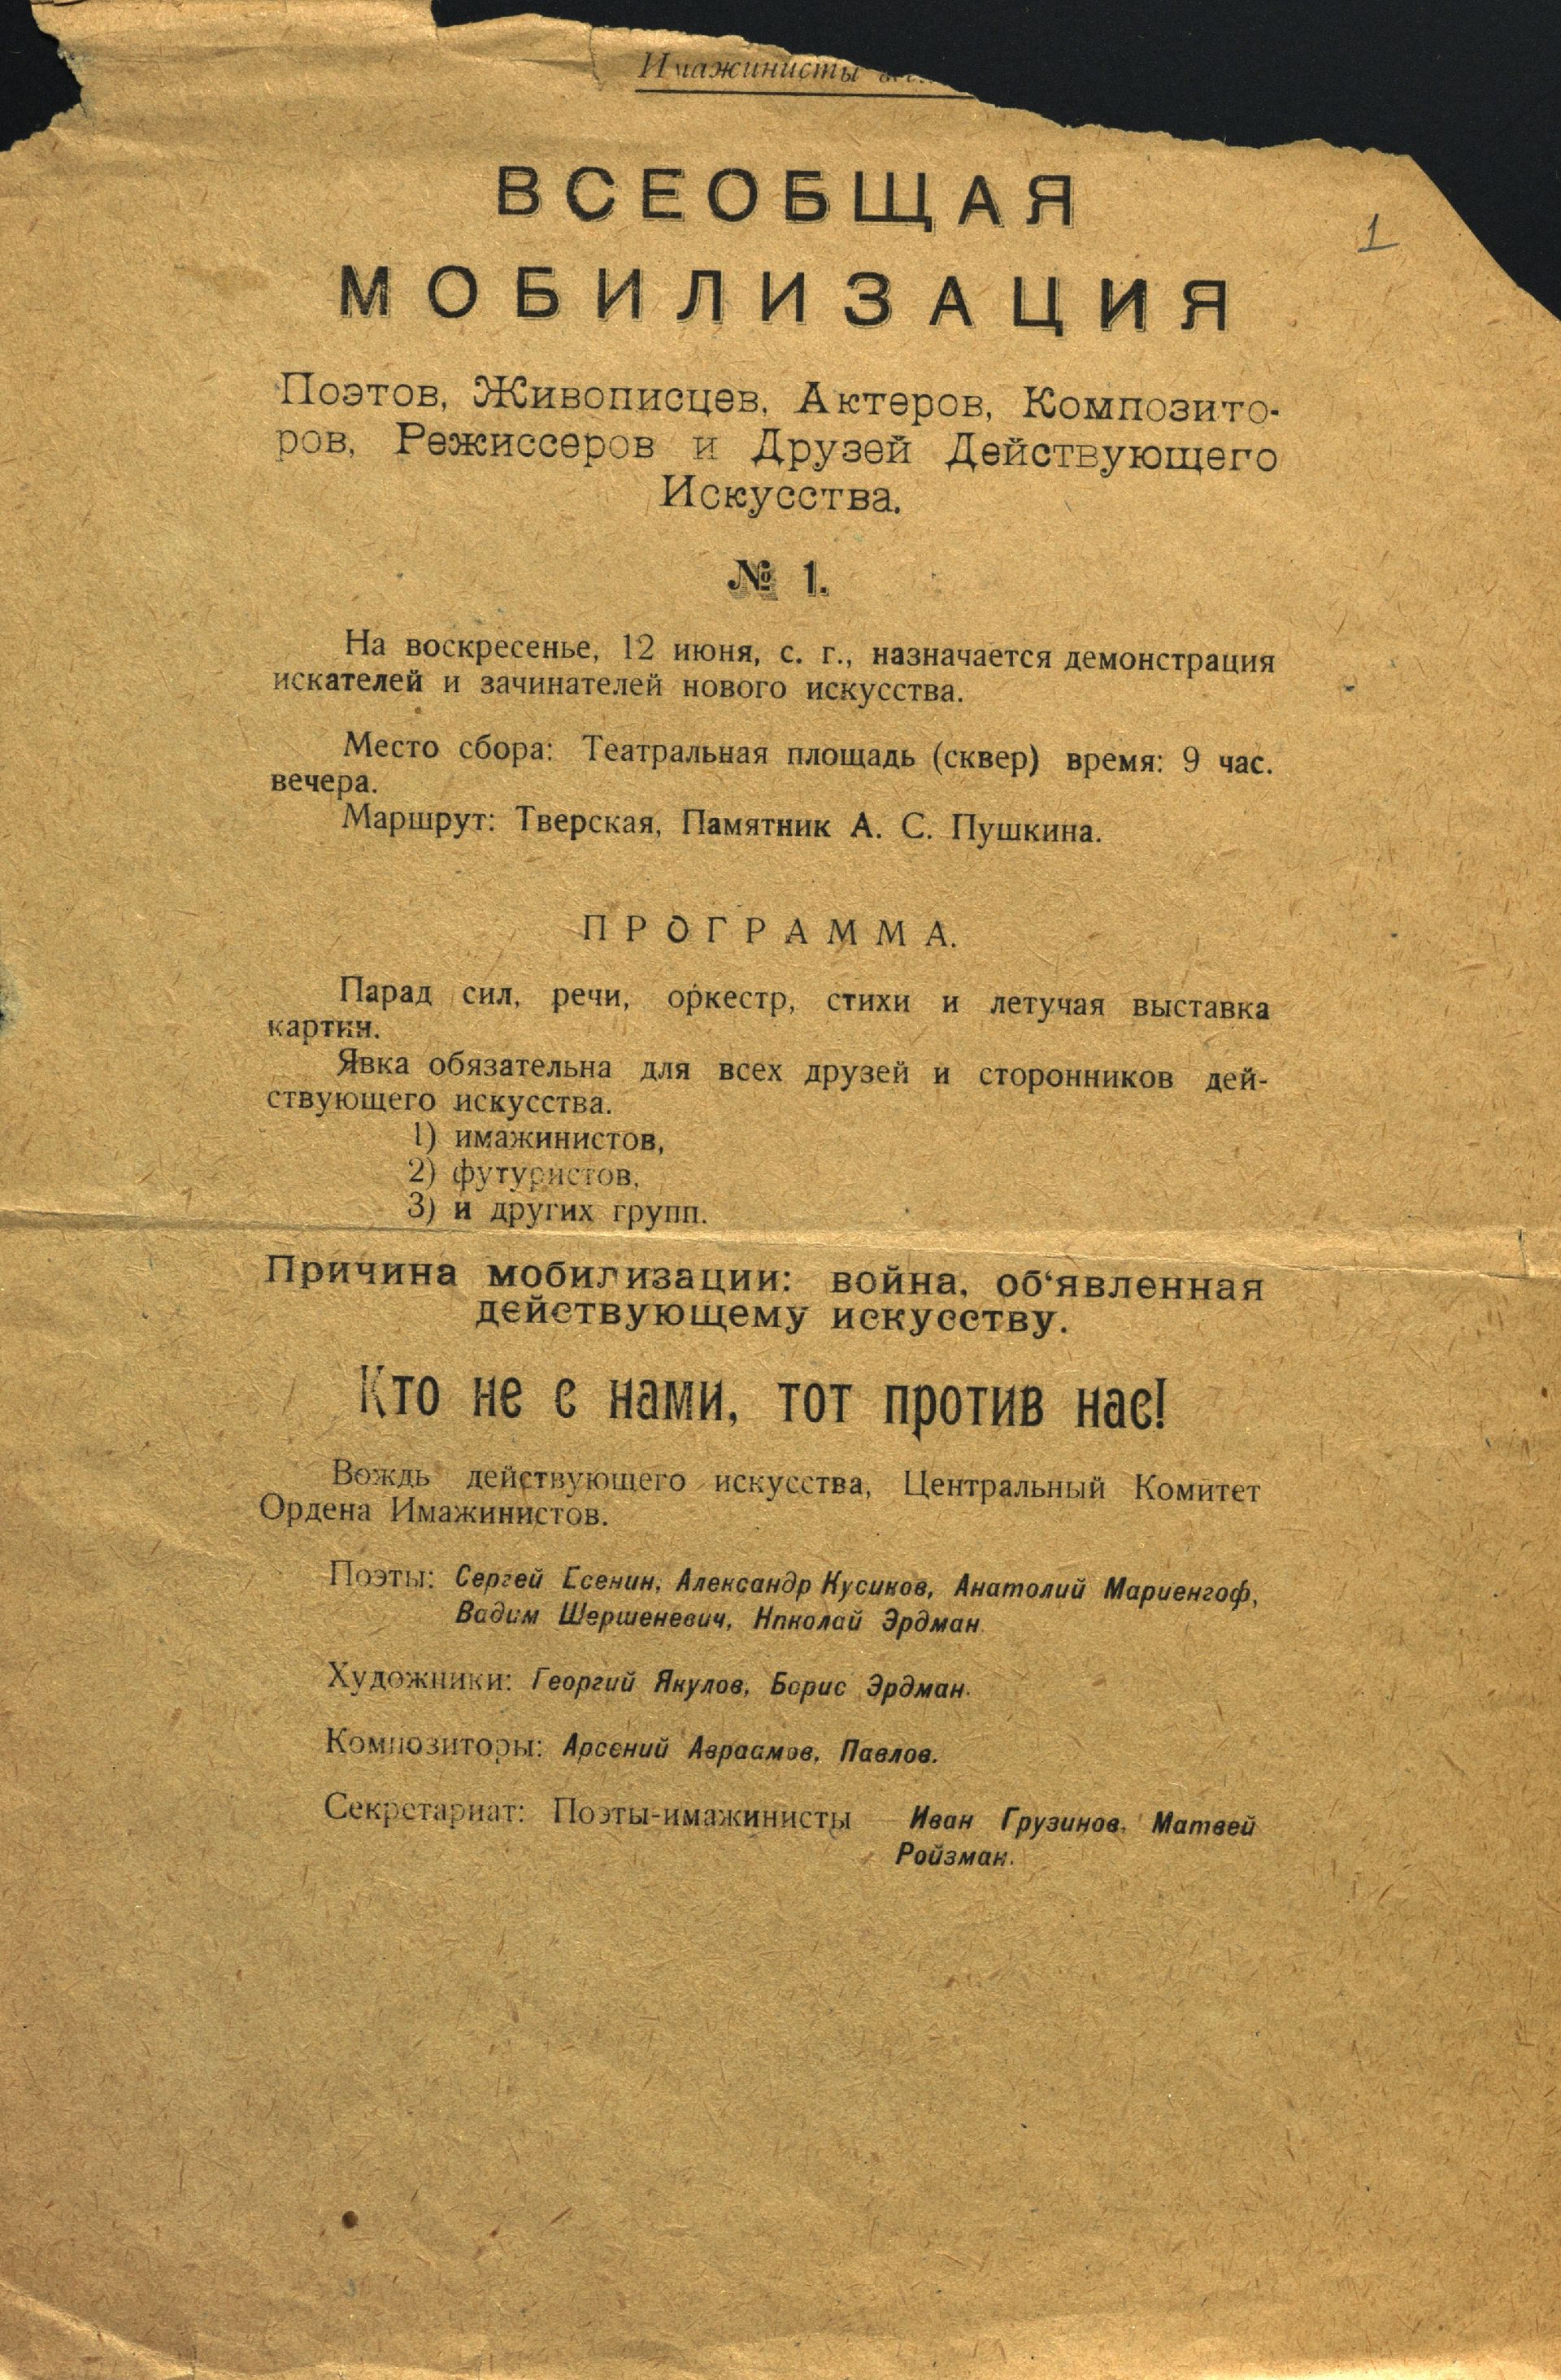 Имажинисты
1
ВСЕОБЩАЯ
МОБИЛИЗАЦИЯ
Поэтов, Живописцев, Актеров, Композито-
ров, Режиссеров и Друзей Действующего
Искусства.
№ 1.
На воскресенье, 12 июня, с. г., назначается демонстрация
искателей и зачинателей нового искусства.
Место сбора: Театральная площадь (сквер) время: 9 час.
вечера.
Маршрут: Тверская, Памятник А. С. Пушкина.
ПРОГРАММА.
Парад сил, речи, оркестр, стихи и летучая выставка
картин.
Явка обязательна для всех друзей и сторонников дей-
ствующего искусства.
1) имажинистов,
2) футуристов,
3) и других групп.
Причина мобилизации: война, об‘явленная
действующему искусству.
Кто не с нами, тот против нас!
Вождь действующего искусства, Центральный Комитет
Ордена Имажинистов.
Поэты: Сергей Есенин, Александр Кусиков, Анатолий Мариенгоф,
Вадим Шершеневич, Нпколай Эрдман
Художники: Георгий Якулов, Борис Эрдман.
Композиторы: Арсений Авраамов, Павлов.
Секретариат: Поэты-имажинисты Иван Грузинов, Матвей
Ройзман.